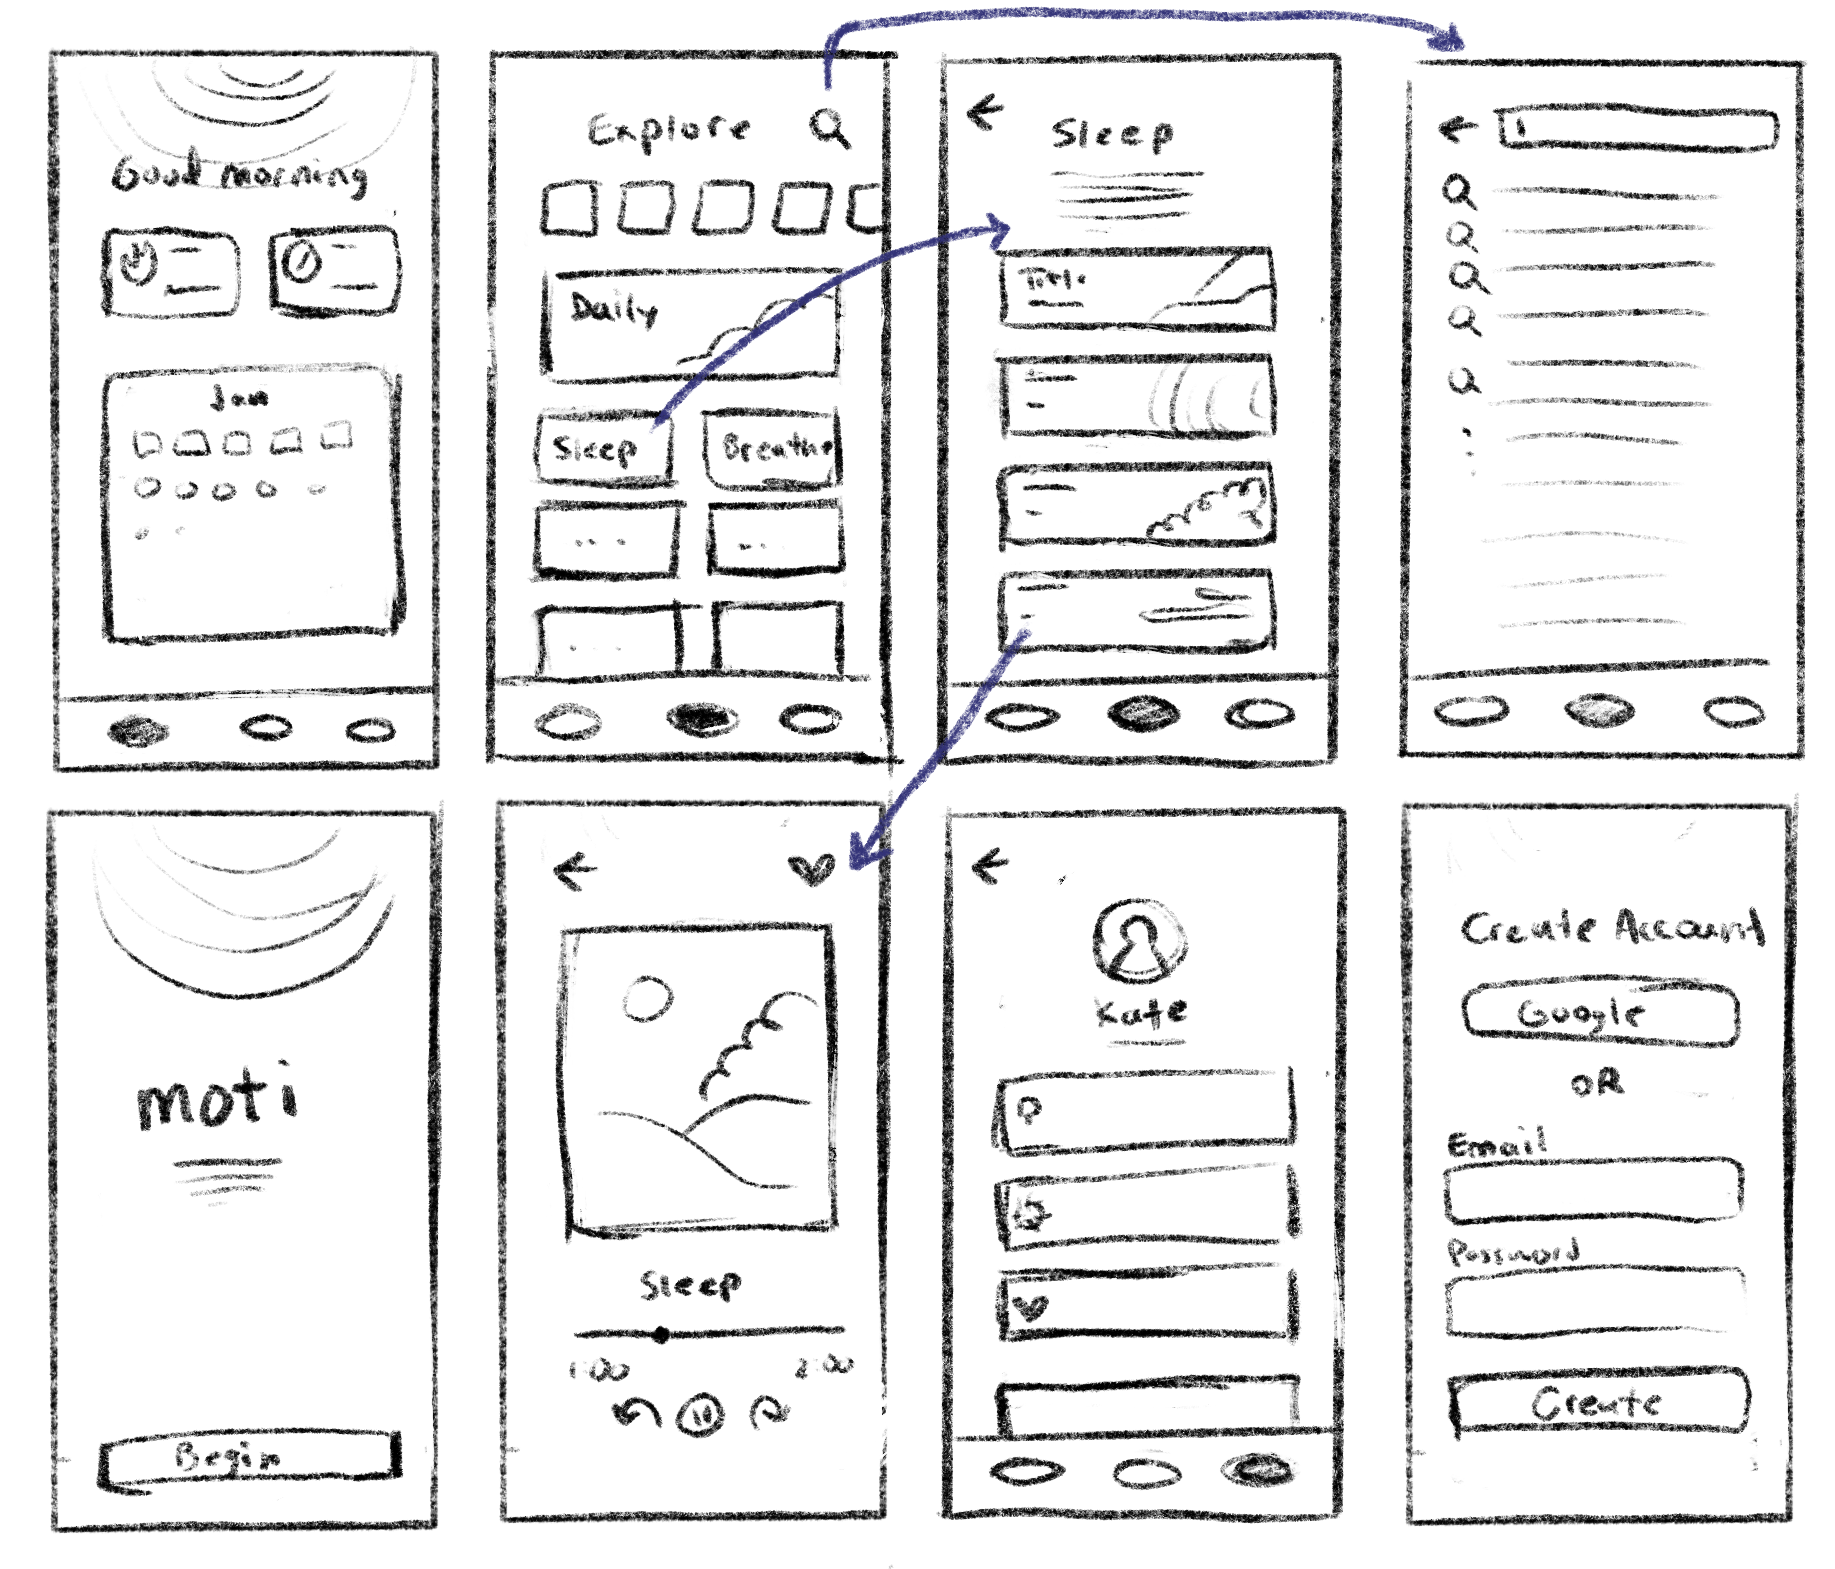 Good morning
Jan
Explore
Daily
Sleep
Breathe
Sleep
Title
moti
Begin
Sleep
1:00
2:00
10
Kate
Create Account
Google
OR
Email
Password
Create